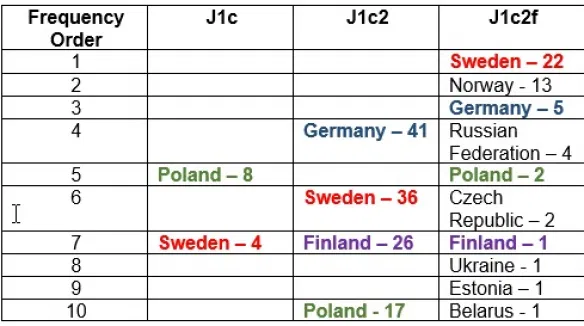 Frequency Order J1c J1c2 J1c2f
1 Sweden – 22
2 Norway - 13
3 Germany – 5
4 Germany – 41 Russian Federation – 4
5 Poland – 8 Poland – 2
6 Sweden – 36 Czech Republic – 2
7 Sweden – 4 Finland – 26 Finland – 1
8 Ukraine - 1
9 Estonia – 1
10 Poland - 17 Belarus - 1